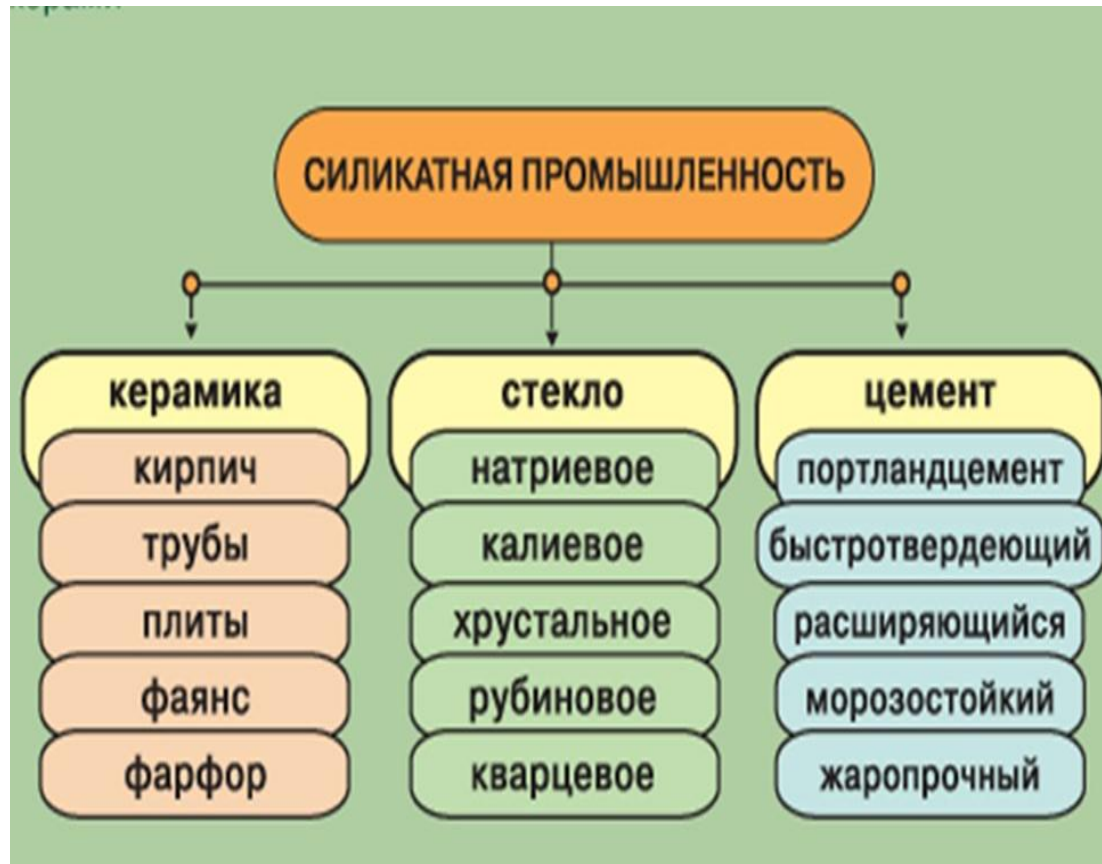 СИЛИКАТНАЯ ПРОМЫШЛЕННОСТЬ
керамика
кирпич
трубы
плиты
фаянс
фарфор
стекло
натриевое
калиевое
хрустальное
рубиновое
кварцевое
цемент
портландцемент
быстротвердеющий
расширяющийся
морозостойкий
жаропрочный